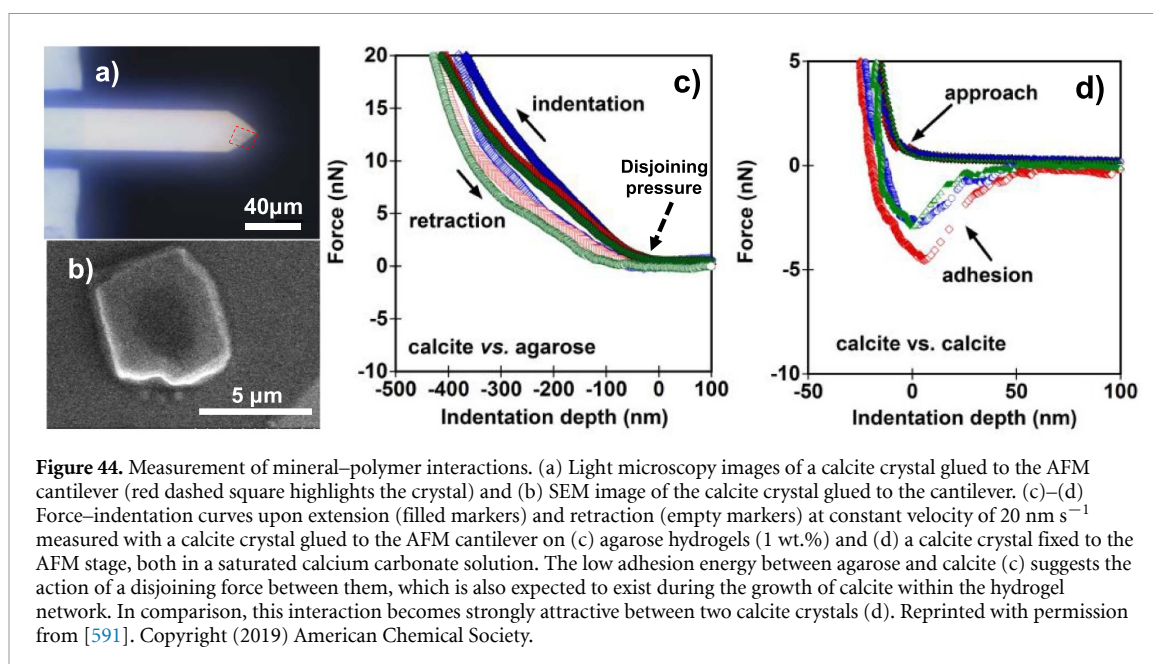 a)
40µm
b)
5 µm
c)
Force (nN)
20
15
10
5
0
-5
-10
indentation
retraction
Disjoining
pressure
calcite vs. agarose
-500 -400 -300 -200 -100 0 100
Indentation depth (nm)
d)
Force (nN)
5
0
-5
-10
approach
adhesion
calcite vs. calcite
-50 0 50 100
Indentation depth (nm)
Figure 44. Measurement of mineral–polymer interactions. (a) Light microscopy images of a calcite crystal glued to the AFM
cantilever (red dashed square highlights the crystal) and (b) SEM image of the calcite crystal glued to the cantilever. (c)–(d)
Force–indentation curves upon extension (filled markers) and retraction (empty markers) at constant velocity of 20 nm s⁻¹
measured with a calcite crystal glued to the AFM cantilever on (c) agarose hydrogels (1 wt.%) and (d) a calcite crystal fixed to the
AFM stage, both in a saturated calcium carbonate solution. The low adhesion energy between agarose and calcite (c) suggests the
action of a disjoining force between them, which is also expected to exist during the growth of calcite within the hydrogel
network. In comparison, this interaction becomes strongly attractive between two calcite crystals (d). Reprinted with permission
from [591]. Copyright (2019) American Chemical Society.